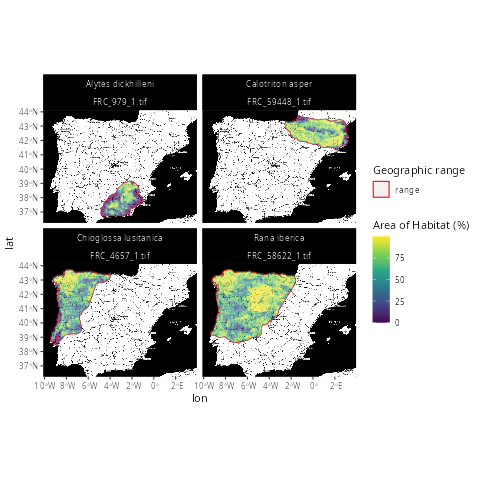 Alytes dickhilleni
Calotriton asper
FRC_979_1.tif
FRC_59448_1.tif
44°N
43°N
42°N
41°N
40°N
39°N
38°N
37°N
Chioglossa lusitanica
Rana iberica
FRC_4657_1.tif
FRC_58622_1.tif
44°N
43°N
42°N
41°N
40°N
39°N
38°N
37°N
10°W 8°W 6°W 4°W 2°W 0° 2°E
10°W 8°W 6°W 4°W 2°W 0° 2°E
lon
lat
Geographic range
range
Area of Habitat (%)
75
50
25
0